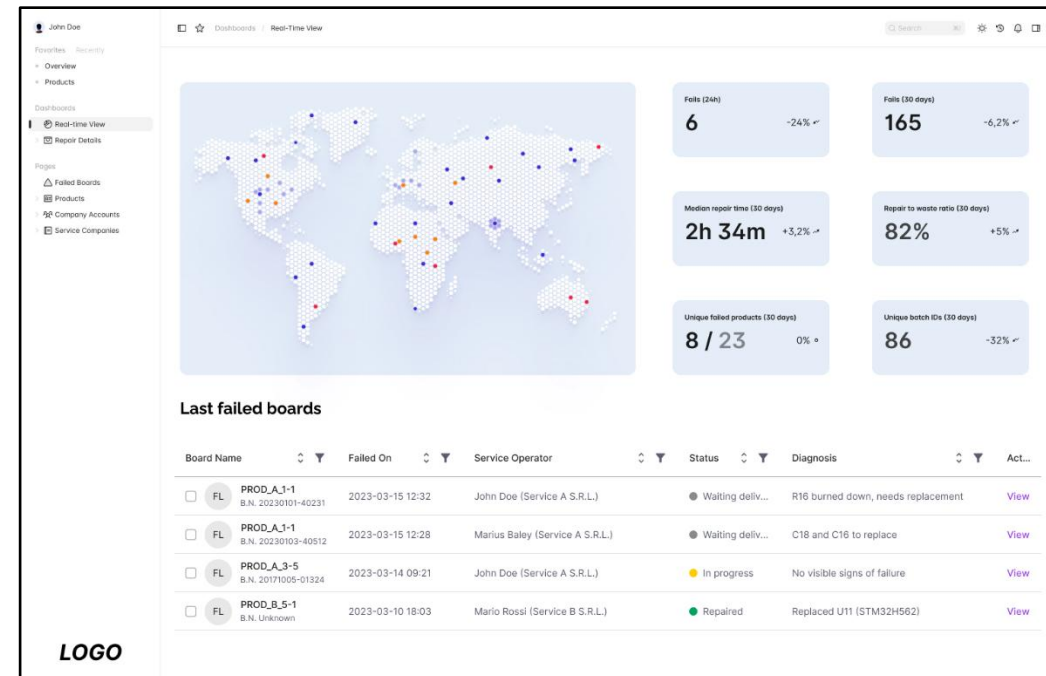 John Doe
Favorites Recently
Overview
Products
Dashboards
Real-time View
Repair Details
Pages
Failed Boards
Products
Company Accounts
Service Companies
LOGO
Dashboards / Real-Time View
Search
Fails (24h)
6 -24%
Fails (30 days)
165 -6,2%
Median repair time (30 days)
2h 34m +3,2%
Repair to waste ratio (30 days)
82% +5%
Unique failed products (30 days)
8 / 23 0%
Unique batch IDs (30 days)
86 -32%
Last failed boards
Board Name Failed On Service Operator Status Diagnosis Act...
FL PROD_A_1-1 2023-03-15 12:32 John Doe (Service A S.R.L.) Waiting deliv... R16 burned down, needs replacement View
B.N. 20230101-40231
FL PROD_A_1-1 2023-03-15 12:28 Marius Baley (Service A S.R.L.) Waiting deliv... C18 and C16 to replace View
B.N. 20230103-40512
FL PROD_A_3-5 2023-03-14 09:21 John Doe (Service A S.R.L.) In progress No visible signs of failure View
B.N. 20171005-01324
FL PROD_B_5-1 2023-03-10 18:03 Mario Rossi (Service B S.R.L.) Repaired Replaced U11 (STM32H562) View
B.N. Unknown